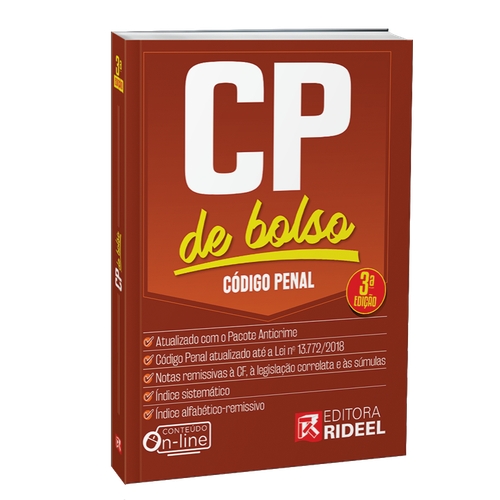 3ª
EDIÇÃO
CP de bolso
CP
de bolso
CÓDIGO PENAL
3ª
EDIÇÃO
Atualizado com o Pacote Anticrime
Código Penal atualizado até a Lei nº 13.772/2018
Notas remissivas à CF, à legislação correlata e às súmulas
Índice sistemático
Índice alfabético-remissivo
CONTEÚDO
On-line
EDITORA
RIDEEL